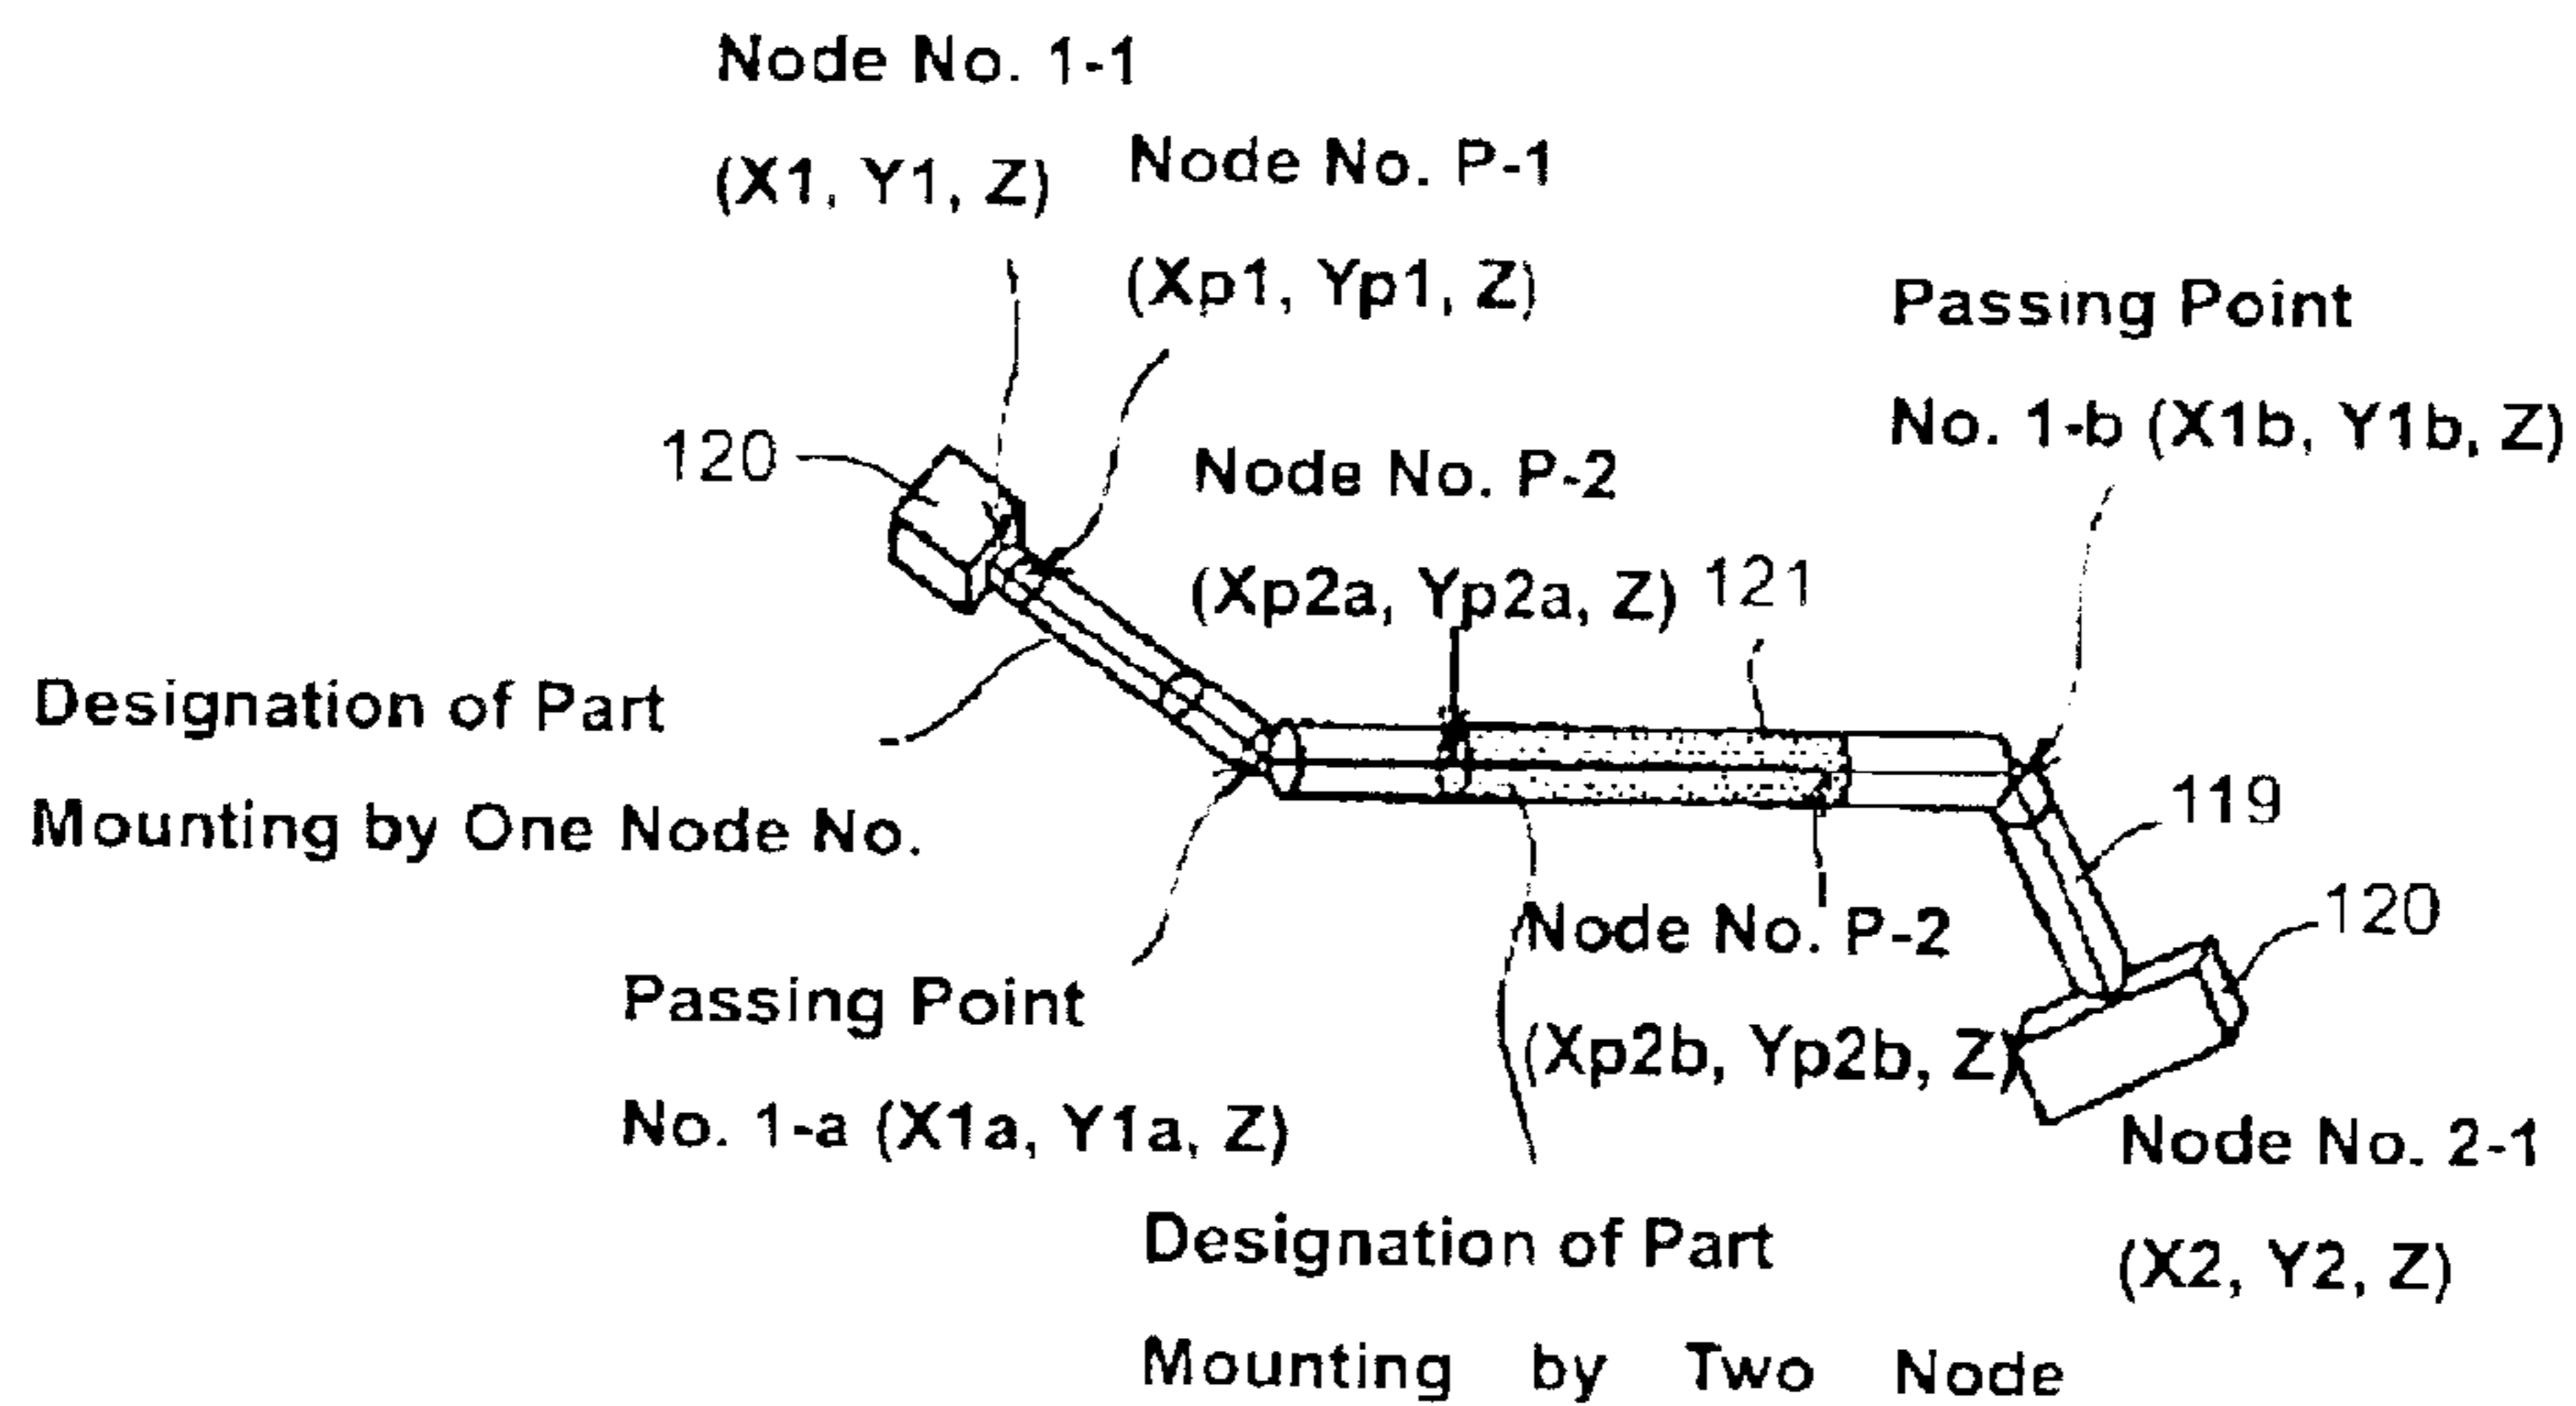 Node No. 1-1
(X1, Y1, Z)
Node No. P-1
(Xp1, Yp1, Z)
Passing Point
No. 1-b (X1b, Y1b, Z)
120
Node No. P-2
(Xp2a, Yp2a, Z)
121
Designation of Part
Mounting by One Node No.
119
120
Node No. P-2
(Xp2b, Yp2b, Z)
Passing Point
No. 1-a (X1a, Y1a, Z)
Node No. 2-1
(X2, Y2, Z)
Designation of Part
Mounting by Two Node